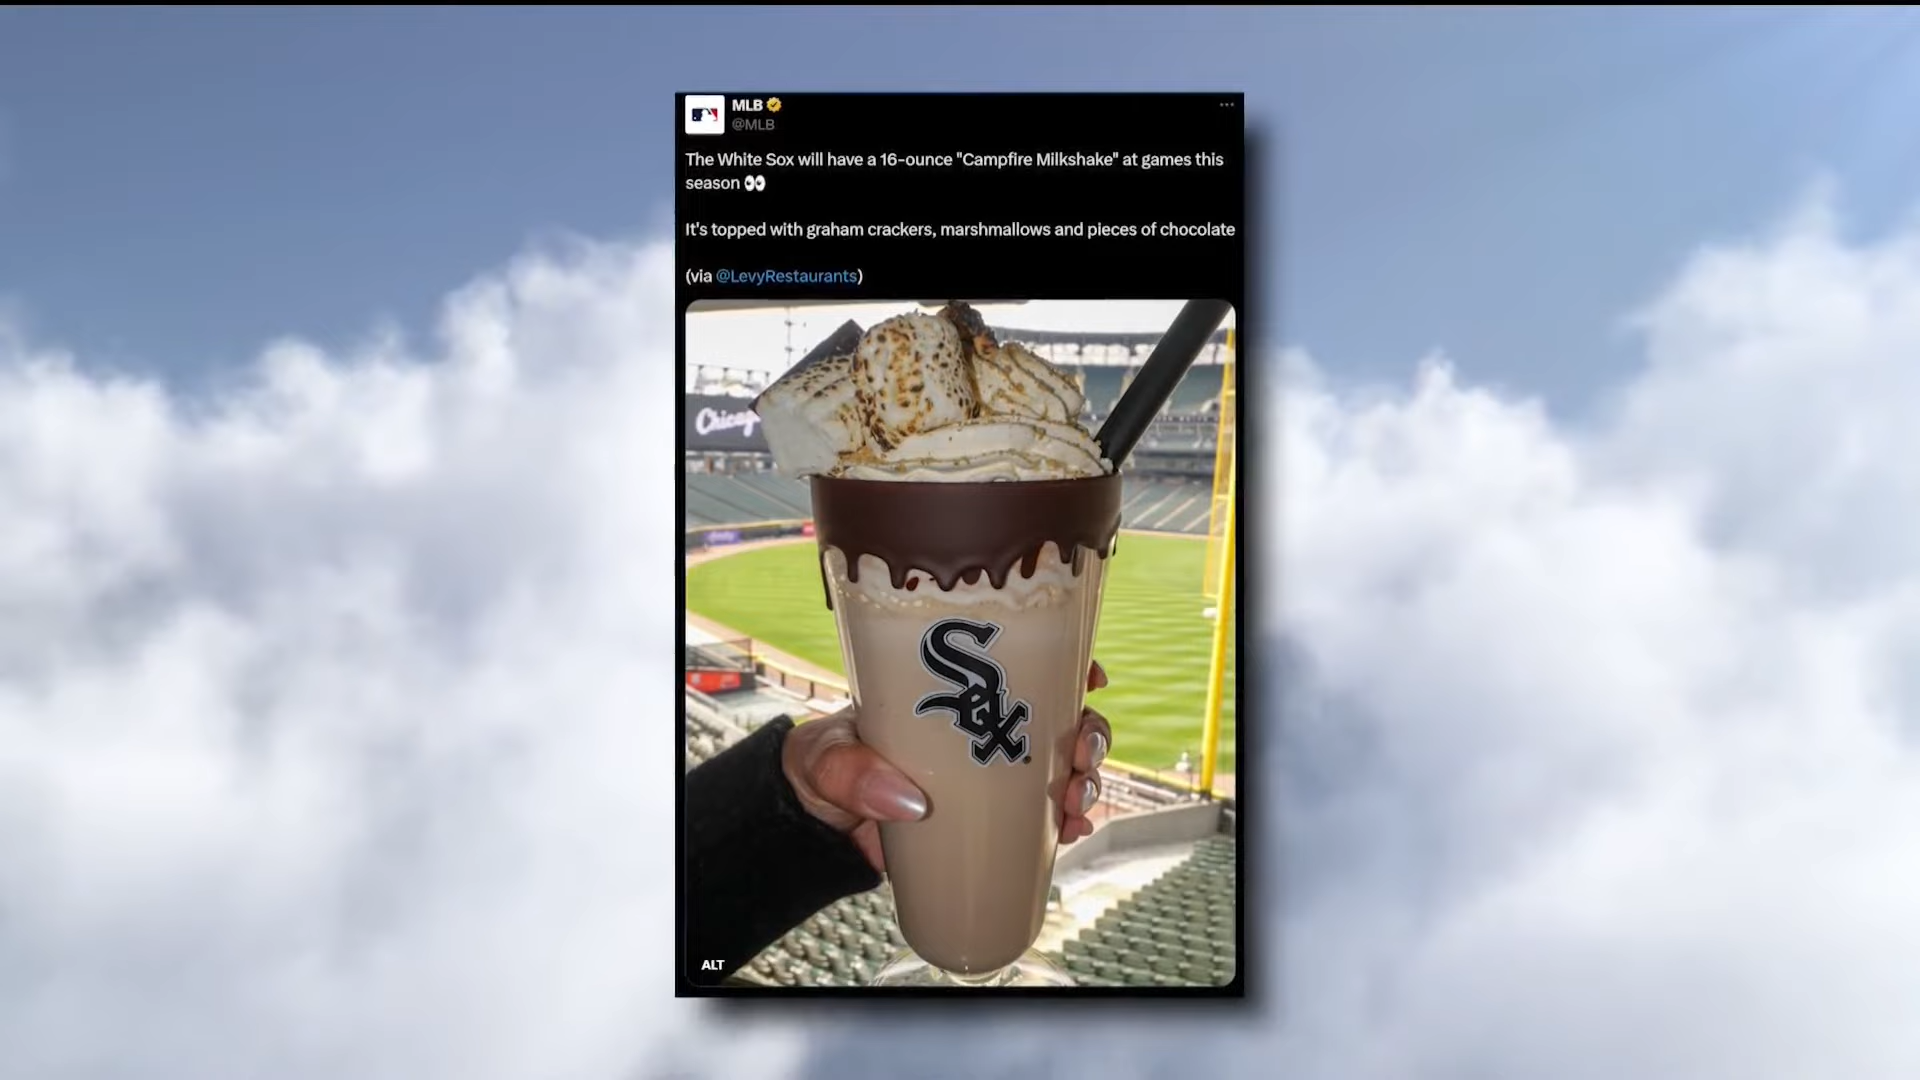 MLB
@MLB
The White Sox will have a 16-ounce "Campfire Milkshake" at games this
season 👀
It's topped with graham crackers, marshmallows and pieces of chocolate
(via @LevyRestaurants)
Chicago
Sox
ALT